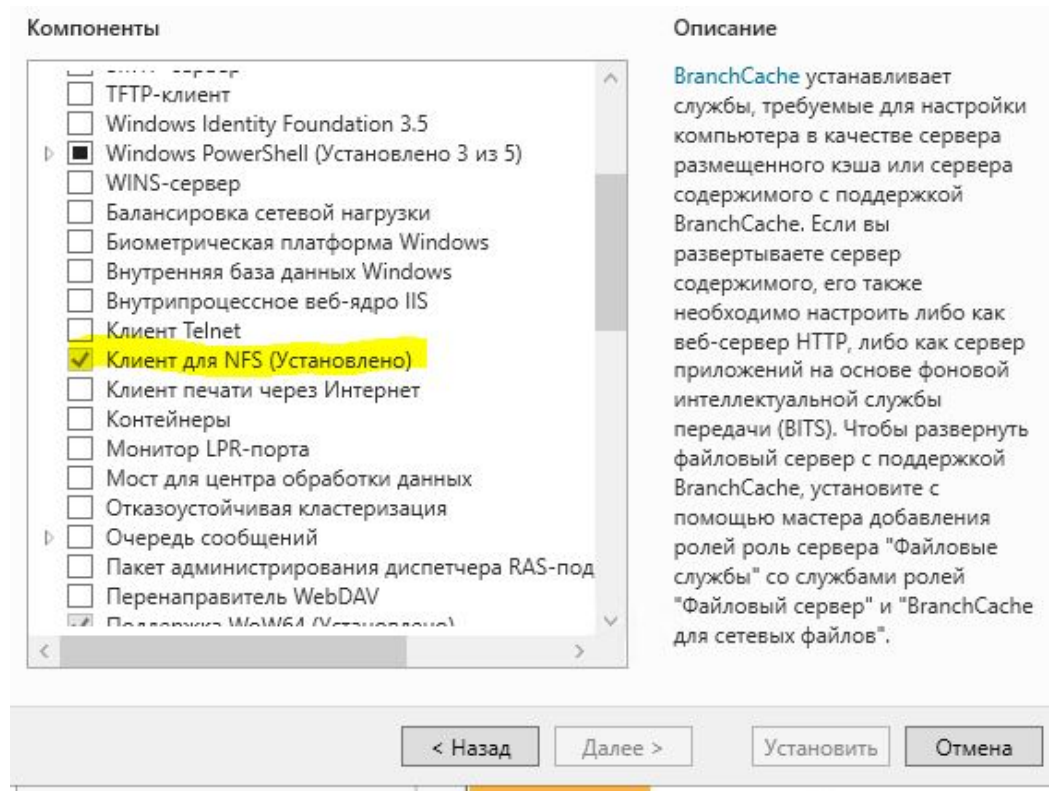 Компоненты
TFTP-клиент
Windows Identity Foundation 3.5
Windows PowerShell (Установлено 3 из 5)
WINS-сервер
Балансировка сетевой нагрузки
Биометрическая платформа Windows
Внутренняя база данных Windows
Внутрипроцессное веб-ядро IIS
Клиент Telnet
Клиент для NFS (Установлено)
Клиент печати через Интернет
Контейнеры
Монитор LPR-порта
Мост для центра обработки данных
Отказоустойчивая кластеризация
Очередь сообщений
Пакет администрирования диспетчера RAS-под
Перенаправитель WebDAV
Поддержка WoW64 (Установлено)
Описание
BranchCache устанавливает
службы, требуемые для настройки
компьютера в качестве сервера
размещенного кэша или сервера
содержимого с поддержкой
BranchCache. Если вы
развертываете сервер
содержимого, его также
необходимо настроить либо как
веб-сервер HTTP, либо как сервер
приложений на основе фоновой
интеллектуальной службы
передачи (BITS). Чтобы развернуть
файловый сервер с поддержкой
BranchCache, установите с
помощью мастера добавления
ролей роль сервера "Файловые
службы" со службами ролей
"Файловый сервер" и "BranchCache
для сетевых файлов".
< Назад
Далее >
Установить
Отмена